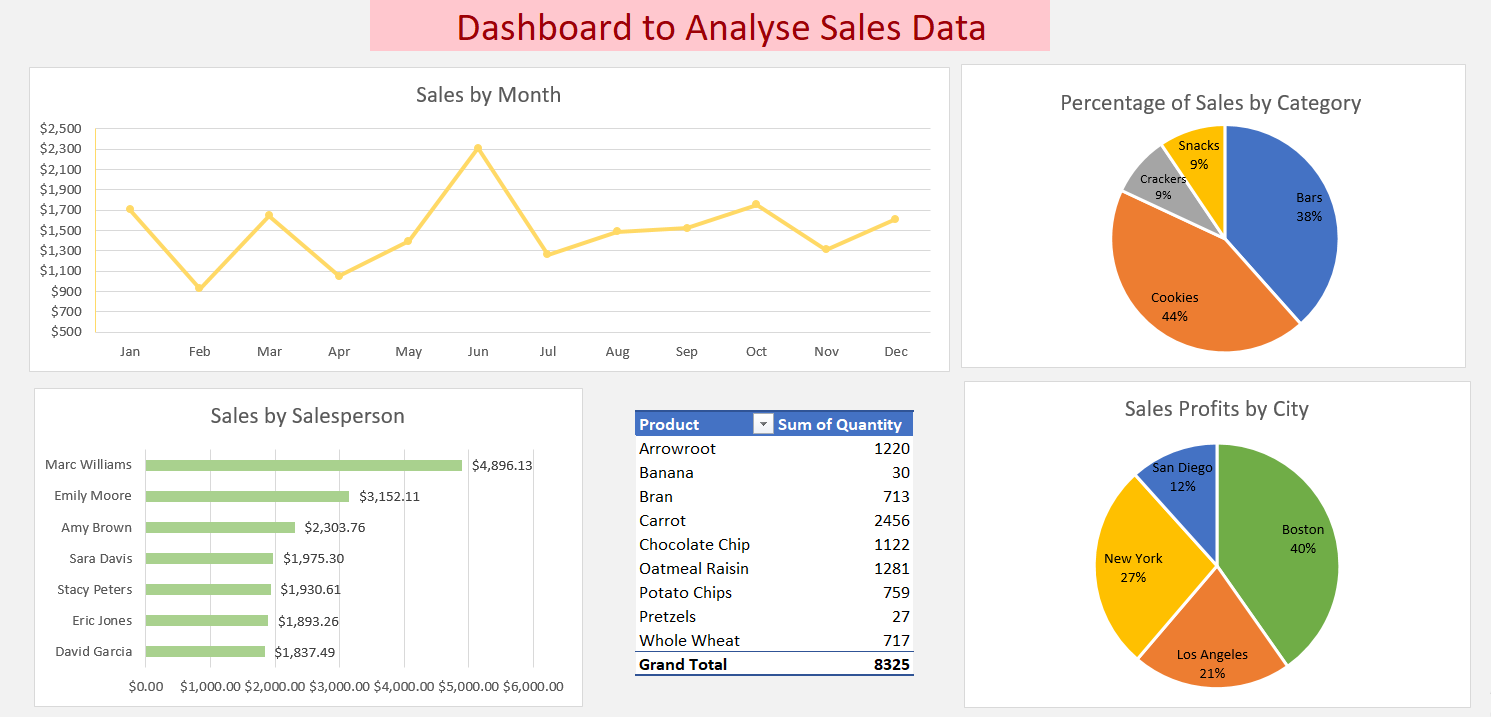 Dashboard to Analyse Sales Data
Sales by Month
$2,500
$2,300
$2,100
$1,900
$1,700
$1,500
$1,300
$1,100
$900
$700
$500
Jan Feb Mar Apr May Jun Jul Aug Sep Oct Nov Dec
Percentage of Sales by Category
Snacks
9%
Crackers
9%
Bars
38%
Cookies
44%
Sales by Salesperson
Marc Williams $4,896.13
Emily Moore $3,152.11
Amy Brown $2,303.76
Sara Davis $1,975.30
Stacy Peters $1,930.61
Eric Jones $1,893.26
David Garcia $1,837.49
$0.00 $1,000.00 $2,000.00 $3,000.00 $4,000.00 $5,000.00 $6,000.00
Product Sum of Quantity
Arrowroot 1220
Banana 30
Bran 713
Carrot 2456
Chocolate Chip 1122
Oatmeal Raisin 1281
Potato Chips 759
Pretzels 27
Whole Wheat 717
Grand Total 8325
Sales Profits by City
San Diego
12%
Boston
40%
New York
27%
Los Angeles
21%